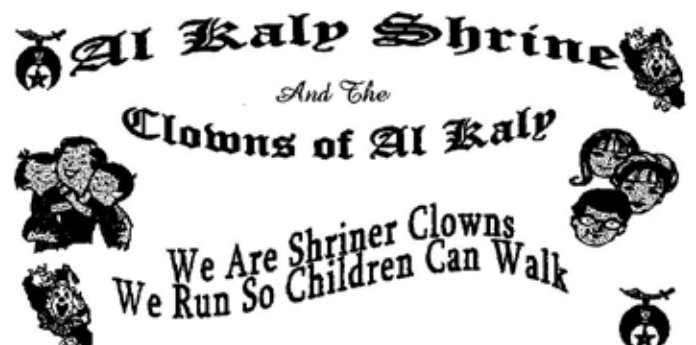 Al Kaly Shrine
And The
Clowns of Al Kaly
We Are Shriner Clowns
We Run So Children Can Walk